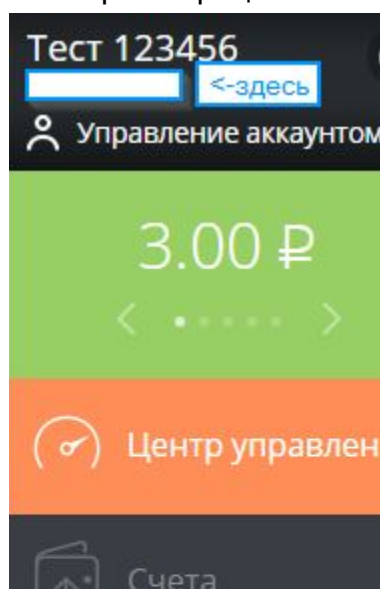 Тест 123456
<-здесь
Управление аккаунтом
3.00 ₽
Центр управлен
Счета